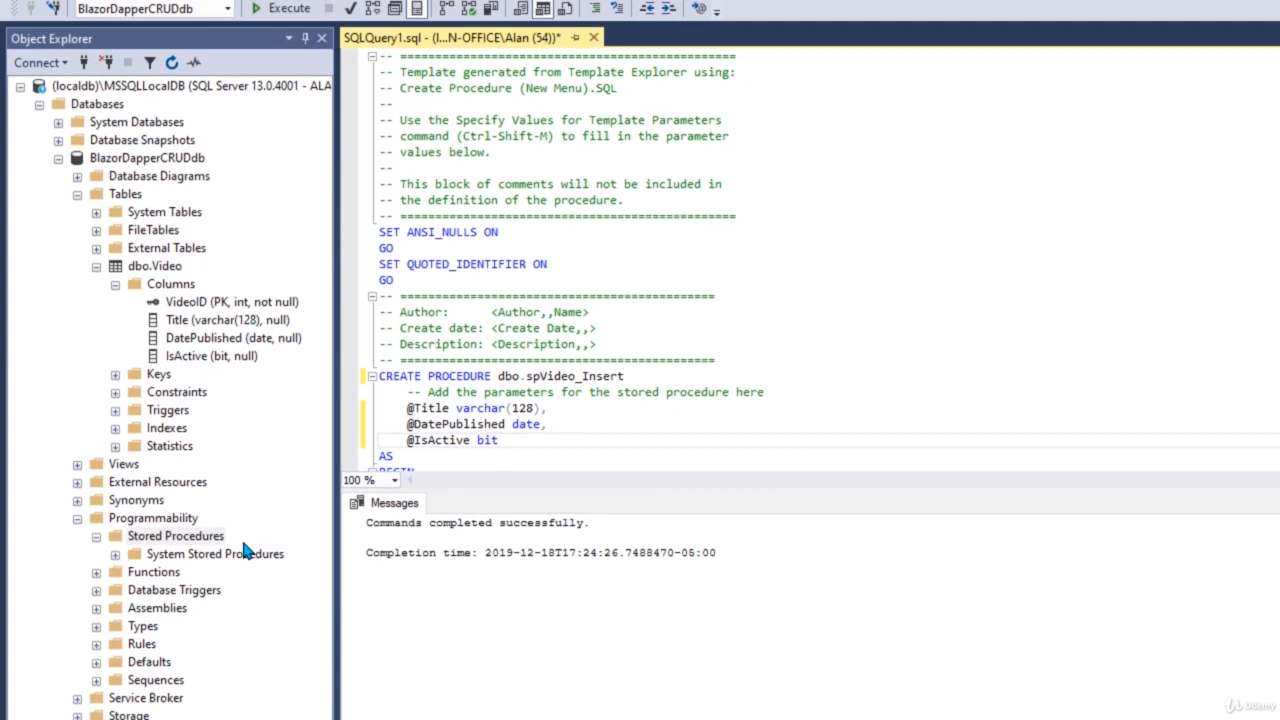 BlazorDapperCRUDdb
Execute
Object Explorer
SQLQuery1.sql - (l...N-OFFICE\Alan (54))*
Connect
(localdb)\MSSQLLocalDB (SQL Server 13.0.4001 - ALA
Databases
System Databases
Database Snapshots
BlazorDapperCRUDdb
Database Diagrams
Tables
System Tables
FileTables
External Tables
dbo.Video
Columns
VideoID (PK, int, not null)
Title (varchar(128), null)
DatePublished (date, null)
IsActive (bit, null)
Keys
Constraints
Triggers
Indexes
Statistics
Views
External Resources
Synonyms
Programmability
Stored Procedures
System Stored Procedures
Functions
Database Triggers
Assemblies
Types
Rules
Defaults
Sequences
Service Broker
Storage
-- ================================================
-- Template generated from Template Explorer using:
-- Create Procedure (New Menu).SQL
--
-- Use the Specify Values for Template Parameters
-- command (Ctrl-Shift-M) to fill in the parameter
-- values below.
--
-- This block of comments will not be included in
-- the definition of the procedure.
-- ================================================
SET ANSI_NULLS ON
GO
SET QUOTED_IDENTIFIER ON
GO
-- =============================================
-- Author: <Author,,Name>
-- Create date: <Create Date,,>
-- Description: <Description,,>
-- =============================================
CREATE PROCEDURE dbo.spVideo_Insert
-- Add the parameters for the stored procedure here
@Title varchar(128),
@DatePublished date,
@IsActive bit
AS
BEGIN
100 %
Messages
Commands completed successfully.
Completion time: 2019-12-18T17:24:26.7488470-05:00
Udemy